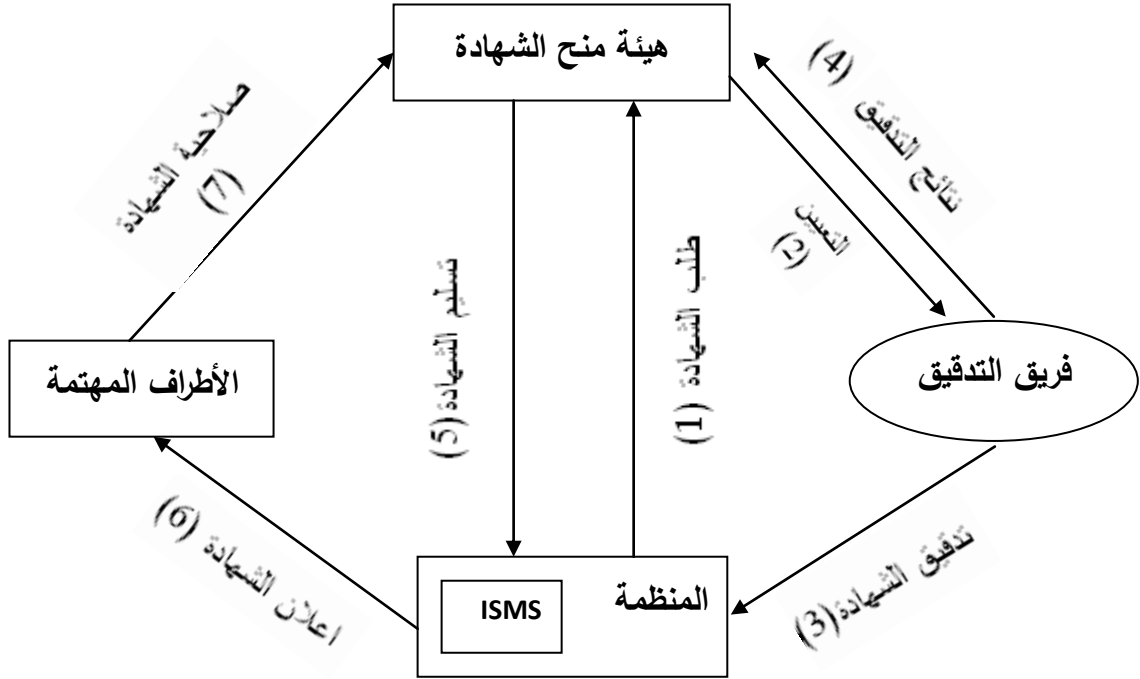 هيئة منح الشهادة
نتائج التدقيق (4)
التعيين
(2)
صلاحية الشهادة
(7)
تسليم الشهادة(5)
طلب الشهادة (1)
فريق التدقيق
الأطراف المهتمة
تدقيق الشهادة(3)
اعلان الشهادة (6)
المنظمة
ISMS